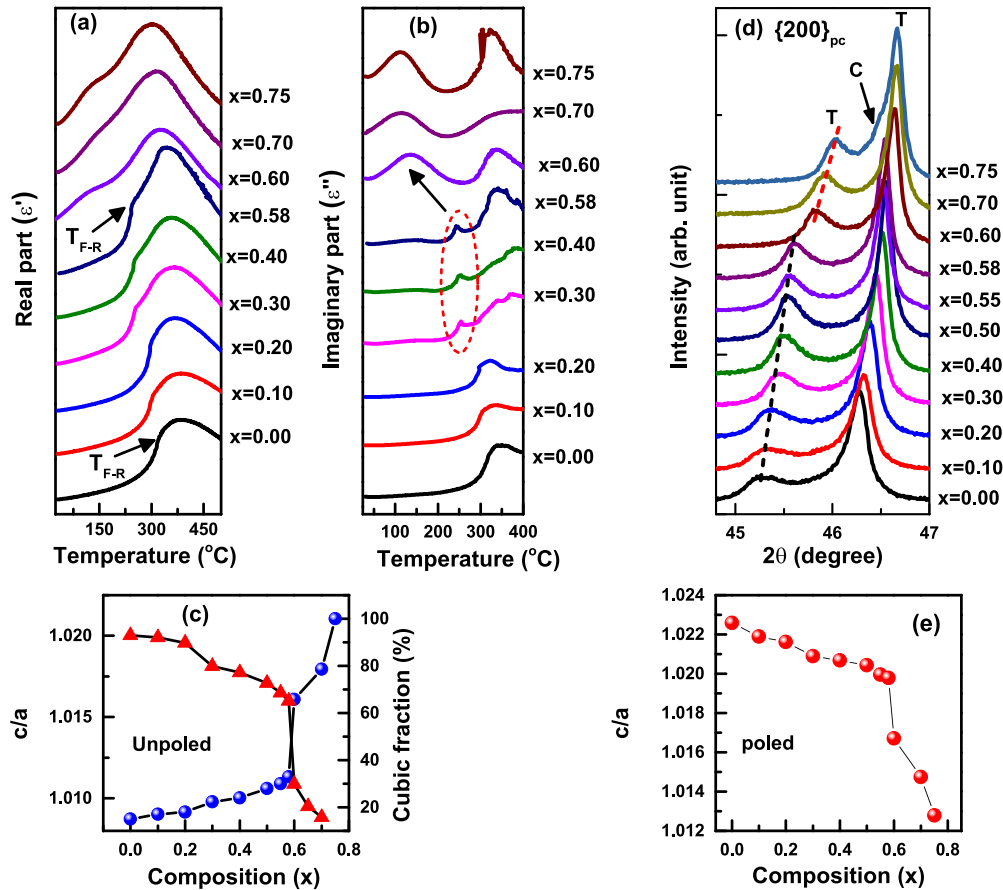 (a)
Real part (ε')
T_F-R
T_F-R
x=0.75
x=0.70
x=0.60
x=0.58
x=0.40
x=0.30
x=0.20
x=0.10
x=0.00
150 300 450
Temperature (°C)
(b)
Imaginary part (ε'')
x=0.75
x=0.70
x=0.60
x=0.58
x=0.40
x=0.30
x=0.20
x=0.10
x=0.00
100 200 300 400
Temperature (°C)
(d) {200}pc
T
C
T
Intensity (arb. unit)
x=0.75
x=0.70
x=0.60
x=0.58
x=0.55
x=0.50
x=0.40
x=0.30
x=0.20
x=0.10
x=0.00
45 46 47
2θ (degree)
(c)
c/a
1.020
1.015
1.010
Unpoled
100
80
60
40
20
Cubic fraction (%)
0.0 0.2 0.4 0.6 0.8
Composition (x)
(e)
c/a
1.024
1.022
1.020
1.018
1.016
1.014
1.012
poled
0.0 0.2 0.4 0.6 0.8
Composition (x)